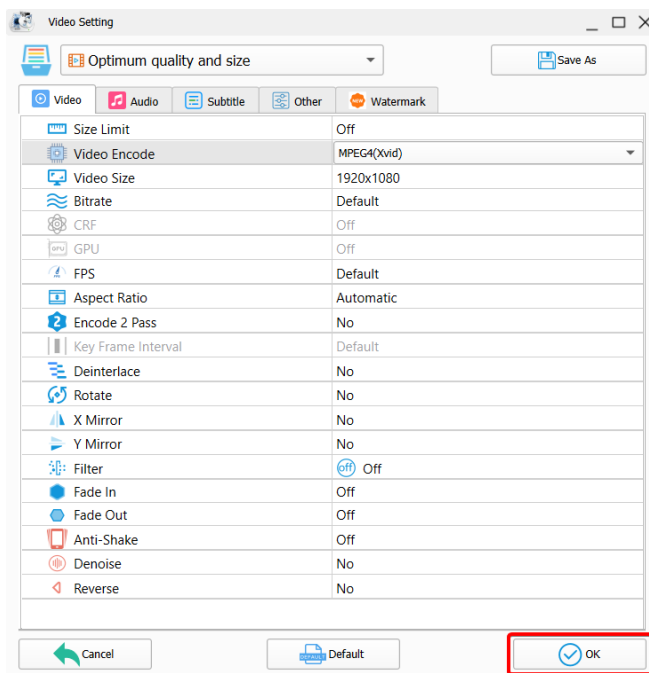 Video Setting
Optimum quality and size
Save As
Video Audio Subtitle Other Watermark
Size Limit Off
Video Encode MPEG4(Xvid)
Video Size 1920x1080
Bitrate Default
CRF Off
GPU Off
FPS Default
Aspect Ratio Automatic
2 Encode 2 Pass No
Key Frame Interval Default
Deinterlace No
Rotate No
X Mirror No
Y Mirror No
Filter off Off
Fade In Off
Fade Out Off
Anti-Shake Off
Denoise No
Reverse No
Cancel DEFAULT Default OK